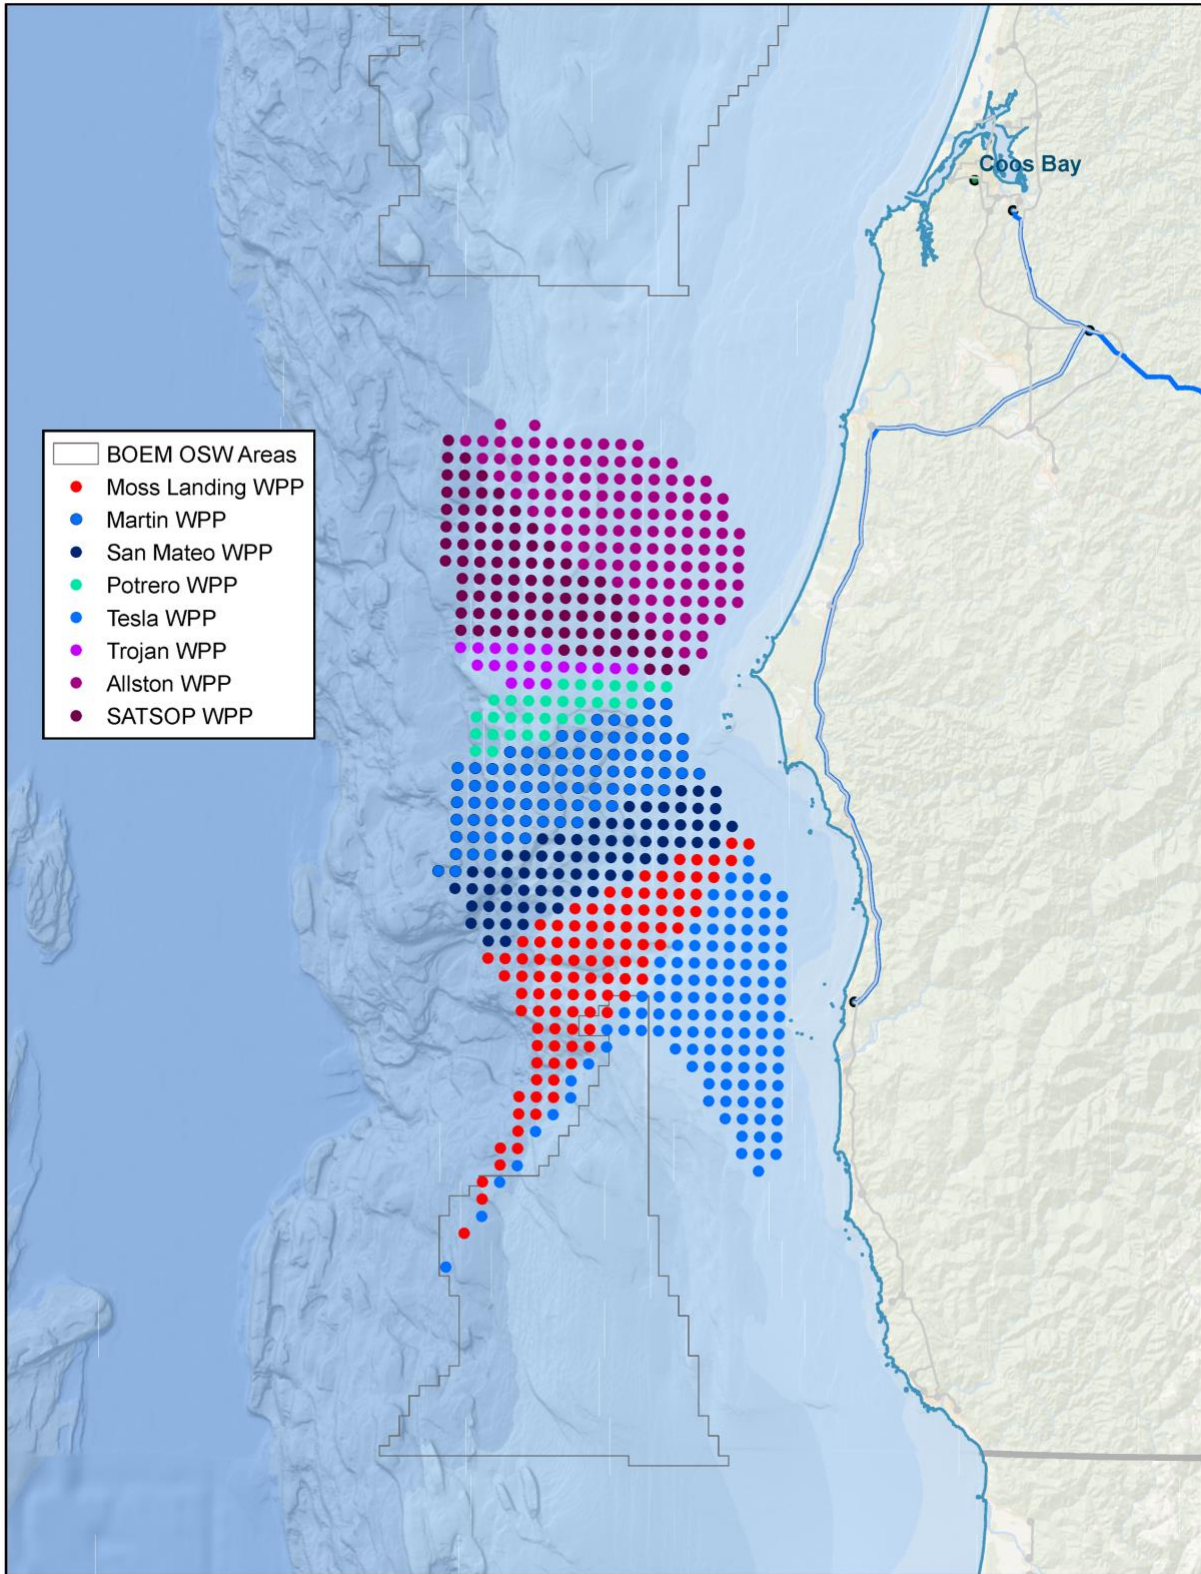 Coos Bay
BOEM OSW Areas
Moss Landing WPP
Martin WPP
San Mateo WPP
Potrero WPP
Tesla WPP
Trojan WPP
Allston WPP
SATSOP WPP